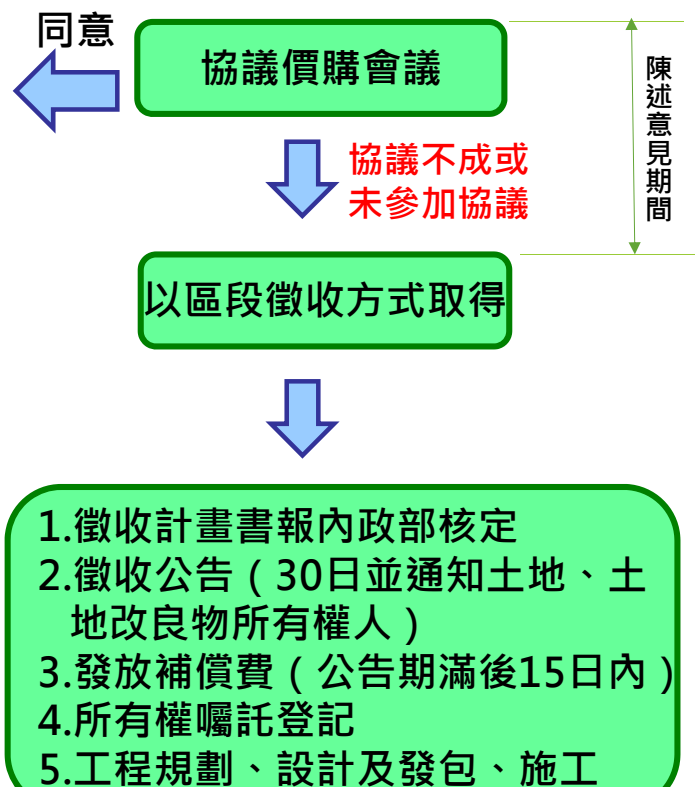 同意
協議價購會議
陳述意見期間
協議不成或
未參加協議
以區段徵收方式取得
1.徵收計畫書報內政部核定
2.徵收公告（30日並通知土地、土
地改良物所有權人）
3.發放補償費（公告期滿後15日內）
4.所有權囑託登記
5.工程規劃、設計及發包、施工